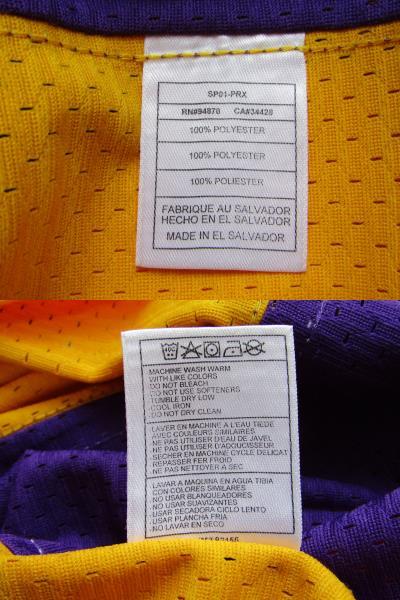 SP01-PRX
RN#94870 CA#34428
100% POLYESTER
100% POLYESTER
100% POLIESTER
FABRIQUE AU SALVADOR
HECHO EN EL SALVADOR
MADE IN EL SALVADOR
MACHINE WASH WARM
WITH LIKE COLORS
DO NOT BLEACH
DO NOT USE SOFTENERS
TUMBLE DRY LOW
COOL IRON
DO NOT DRY CLEAN
LAVER EN MACHINE A L'EAU TIEDE
AVEC COULEURS SIMILAIRES
NE PAS UTILISER D'EAU DE JAVEL
NE PAS UTILISER D'ADOUCISSEUR
SECHER EN MACHINE CYCLE DELICAT
REPASSER FER FROID
NE PAS NETTOYER A SEC
LAVAR A MAQUINA EN AGUA TIBIA
CON COLORES SIMILARES
NO USAR BLANQUEADORES
NO USAR SUAVIZANTES
USAR SECADORA CICLO LENTO
USAR PLANCHA FRIA
NO LAVAR EN SECO